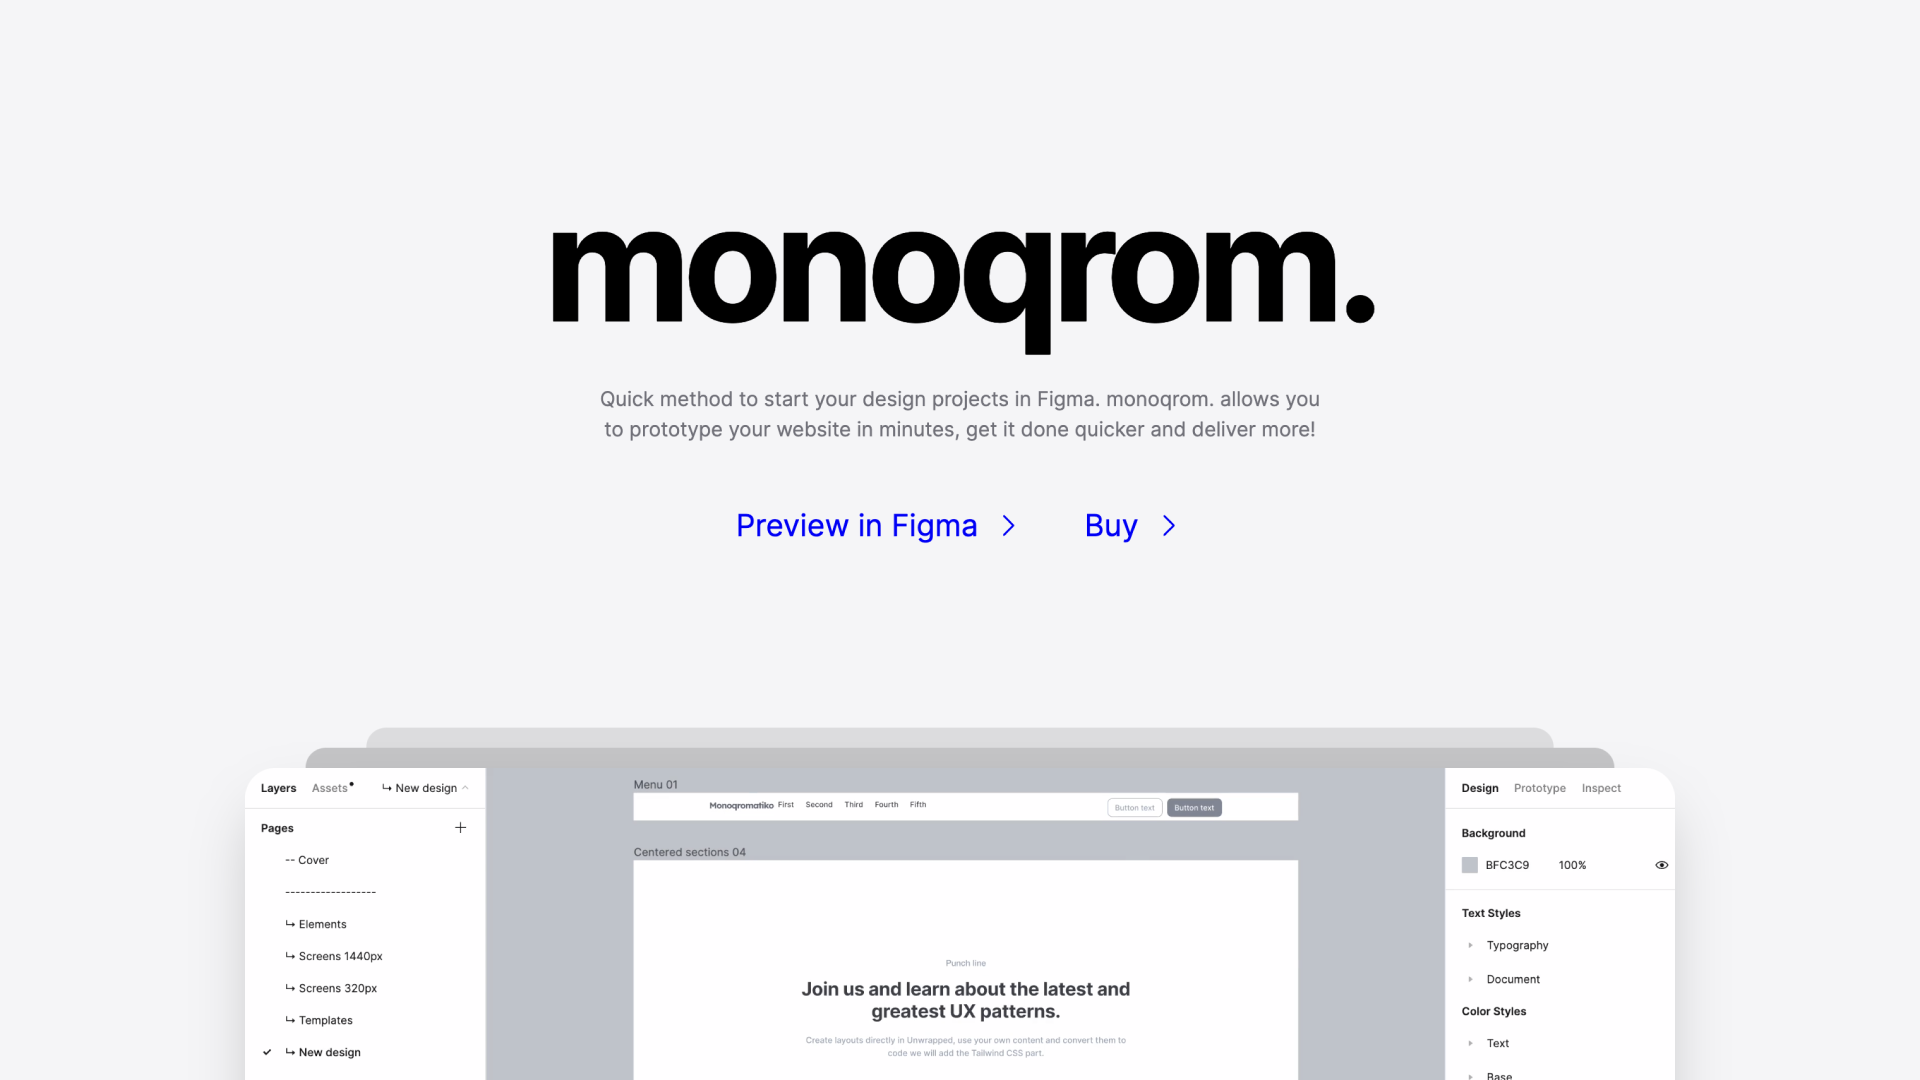 monoqrom.
Quick method to start your design projects in Figma. monoqrom. allows you
to prototype your website in minutes, get it done quicker and deliver more!
Preview in Figma
Buy
Layers
Assets
↳ New design
Pages
-- Cover
------------------
↳ Elements
↳ Screens 1440px
↳ Screens 320px
↳ Templates
↳ New design
Menu 01
Monoqromatiko First Second Third Fourth Fifth
Button text
Button text
Centered sections 04
Punch line
Join us and learn about the latest and
greatest UX patterns.
Create layouts directly in Unwrapped, use your own content and convert them to
code we will add the Tailwind CSS part.
Design Prototype Inspect
Background
BFC3C9 100%
Text Styles
Typography
Document
Color Styles
Text
Base